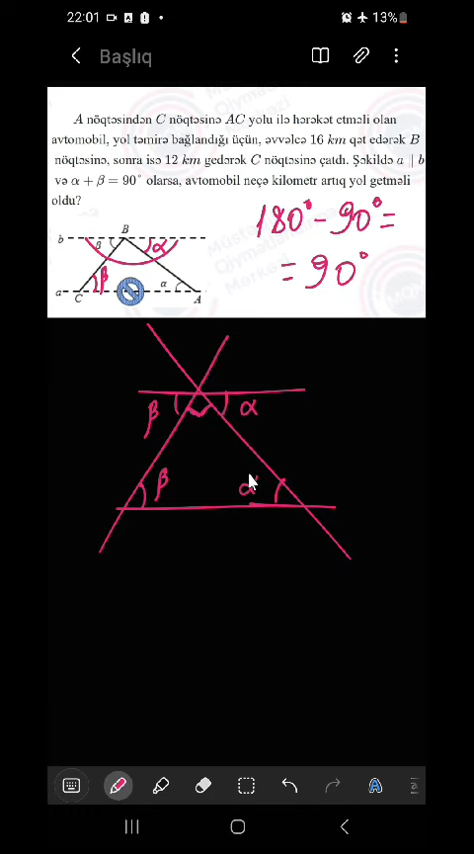 22:01 13%
Başlıq
A nöqtəsindən C nöqtəsinə AC yolu ilə hərəkət etməli olan
avtomobil, yol təmirə bağlandığı üçün, əvvəlcə 16 km qət edərək B
nöqtəsinə, sonra isə 12 km gedərək C nöqtəsinə çatdı. Şəkildə a ∥ b
və α + β = 90° olarsa, avtomobil neçə kilometr artıq yol getməli
oldu?
180° - 90° =
= 90°
B
b β α
β α
a C A
β α
β α
A